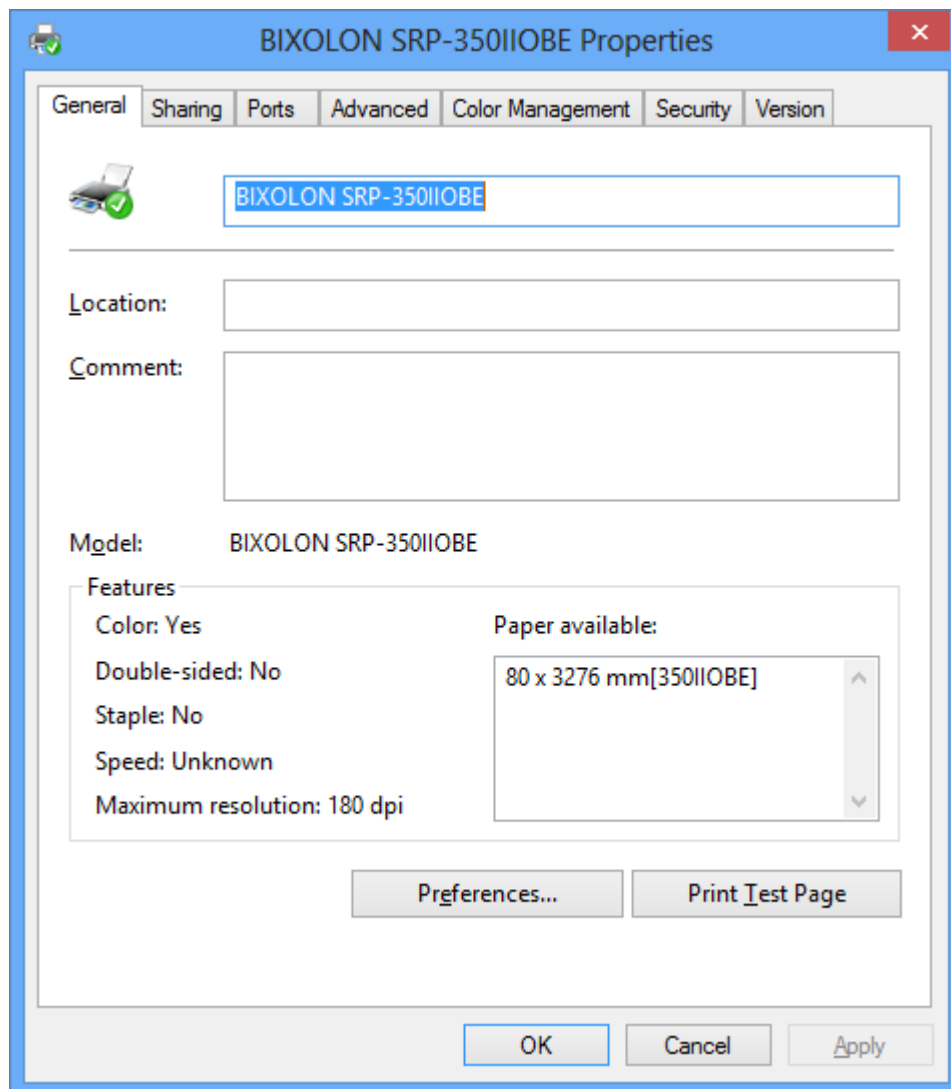 BIXOLON SRP-350IIOBE Properties
General Sharing Ports Advanced Color Management Security Version
BIXOLON SRP-350IIOBE
Location:
Comment:
Model: BIXOLON SRP-350IIOBE
Features
Color: Yes
Paper available:
Double-sided: No
80 x 3276 mm[350IIOBE]
Staple: No
Speed: Unknown
Maximum resolution: 180 dpi
Preferences... Print Test Page
OK Cancel Apply